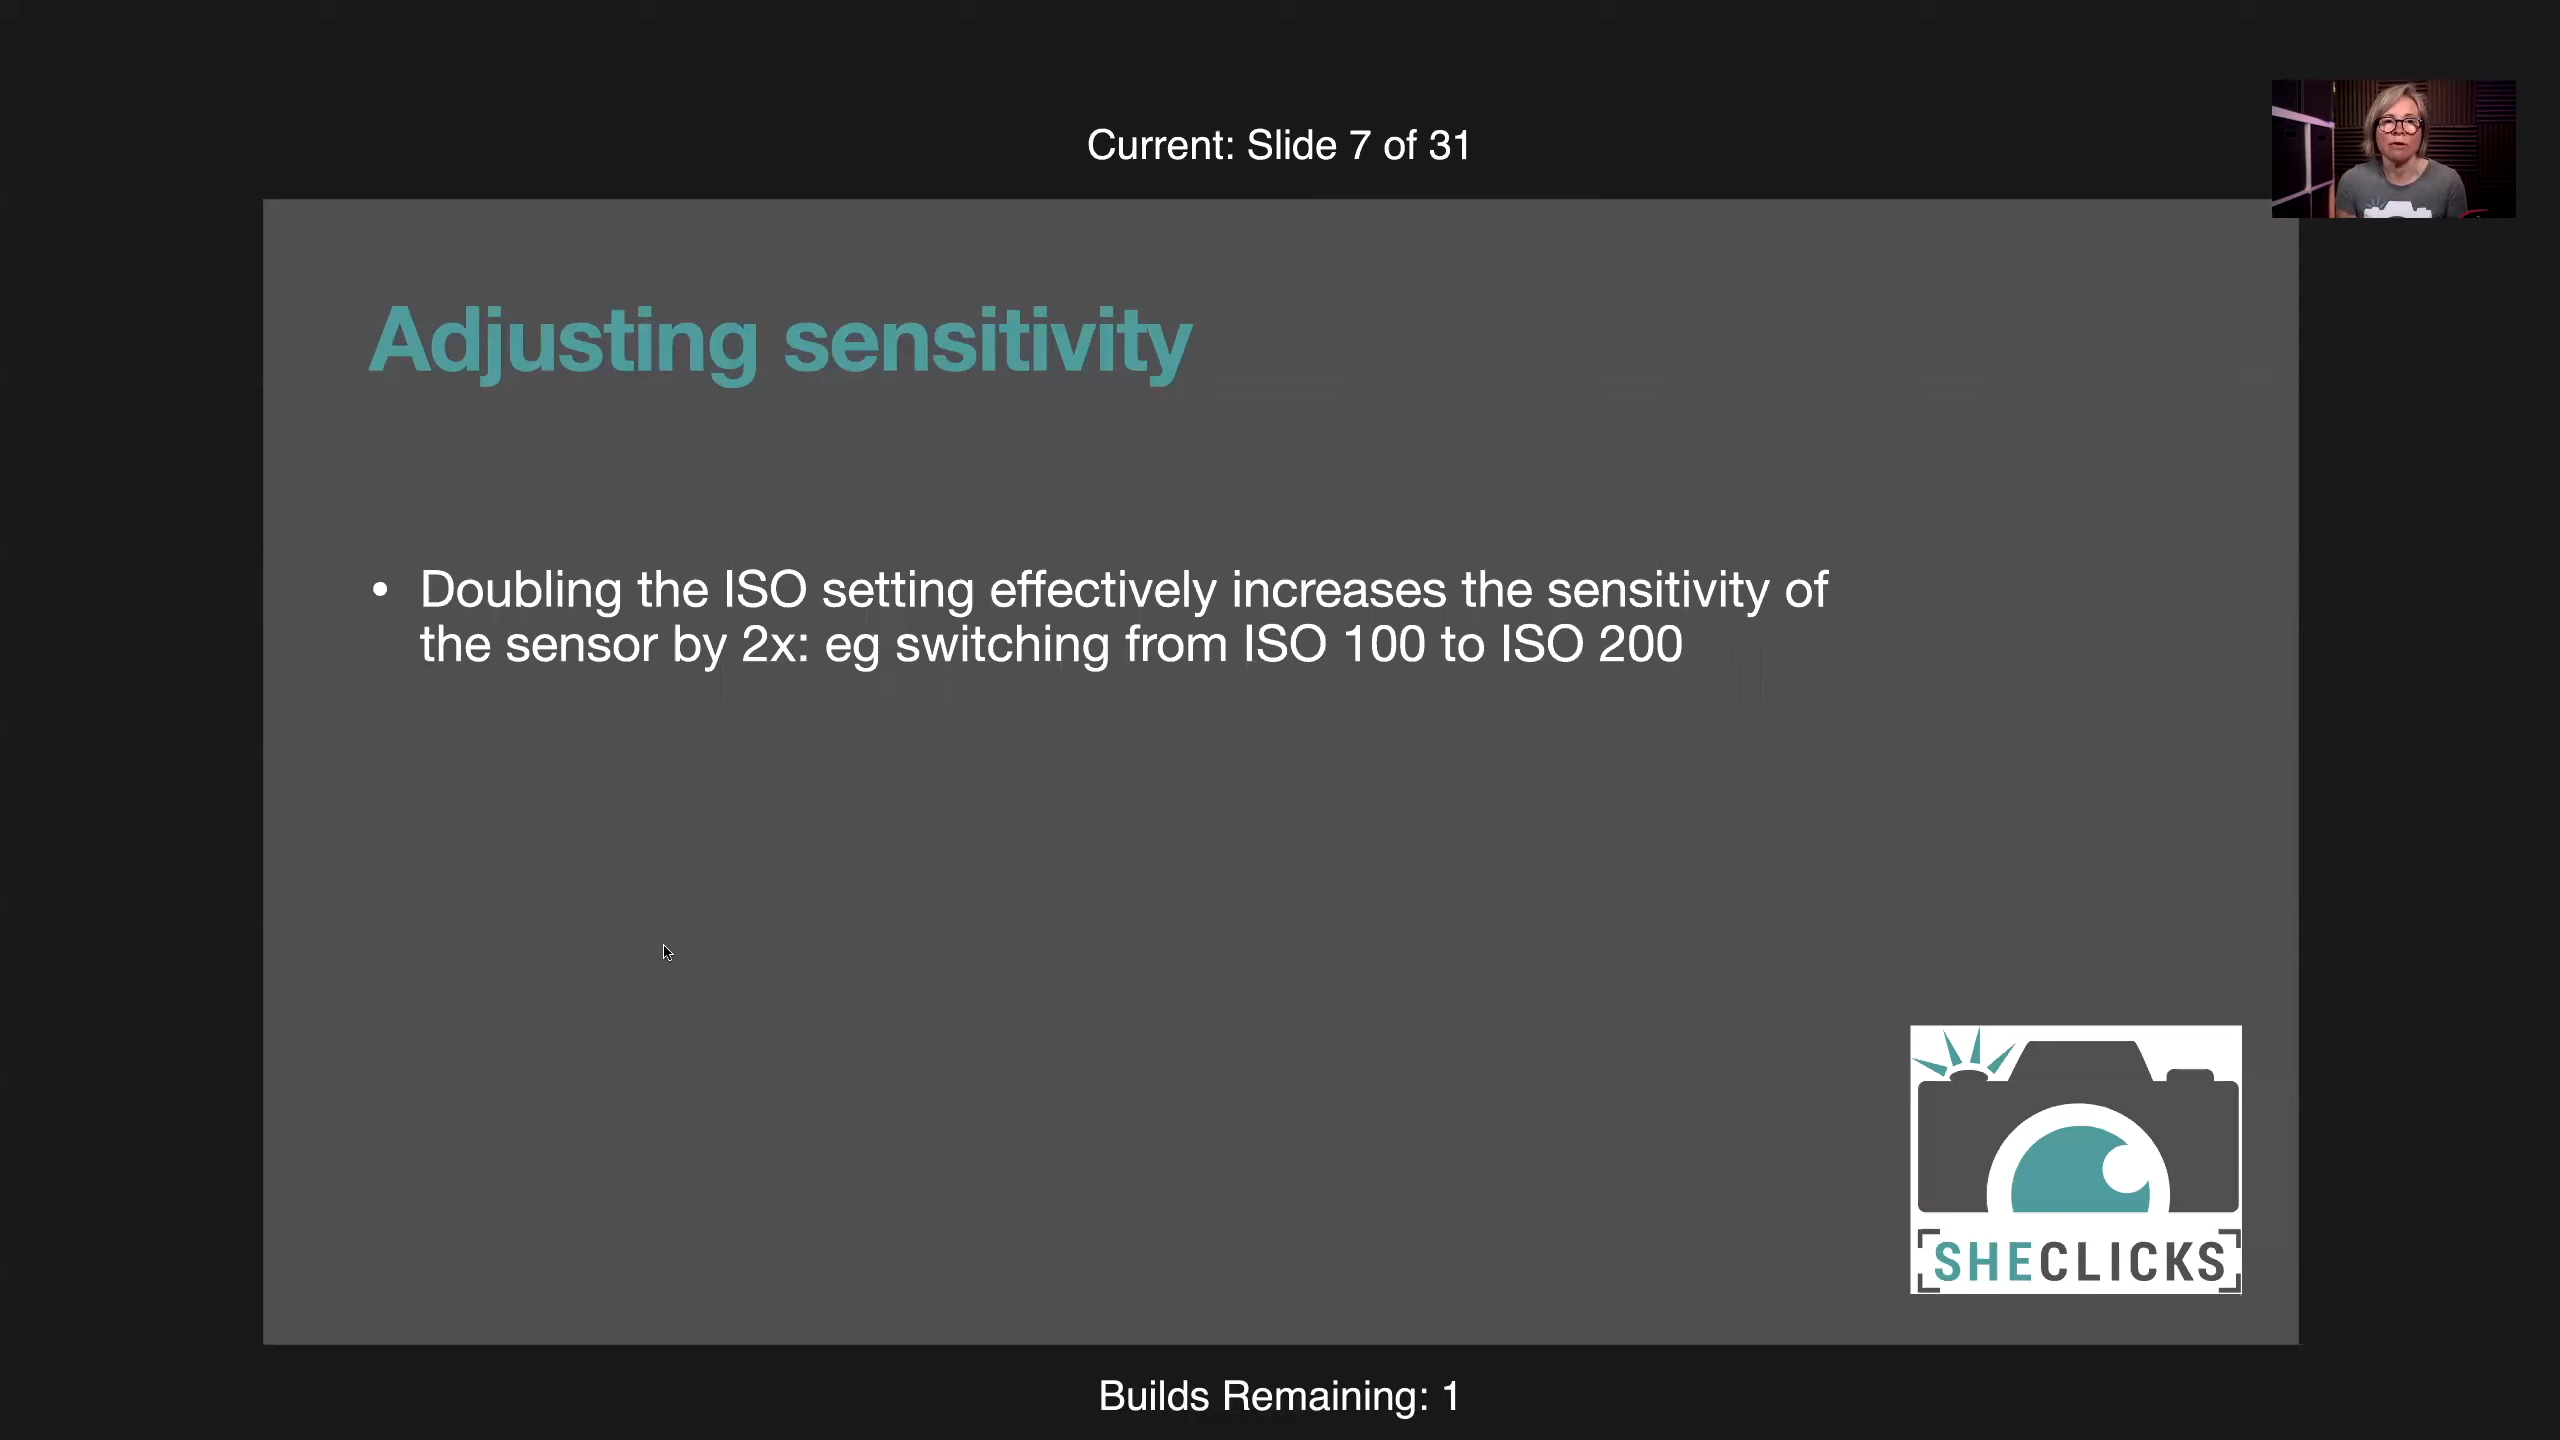 Current: Slide 7 of 31
Adjusting sensitivity
• Doubling the ISO setting effectively increases the sensitivity of
the sensor by 2x: eg switching from ISO 100 to ISO 200
SHECLICKS
Builds Remaining: 1